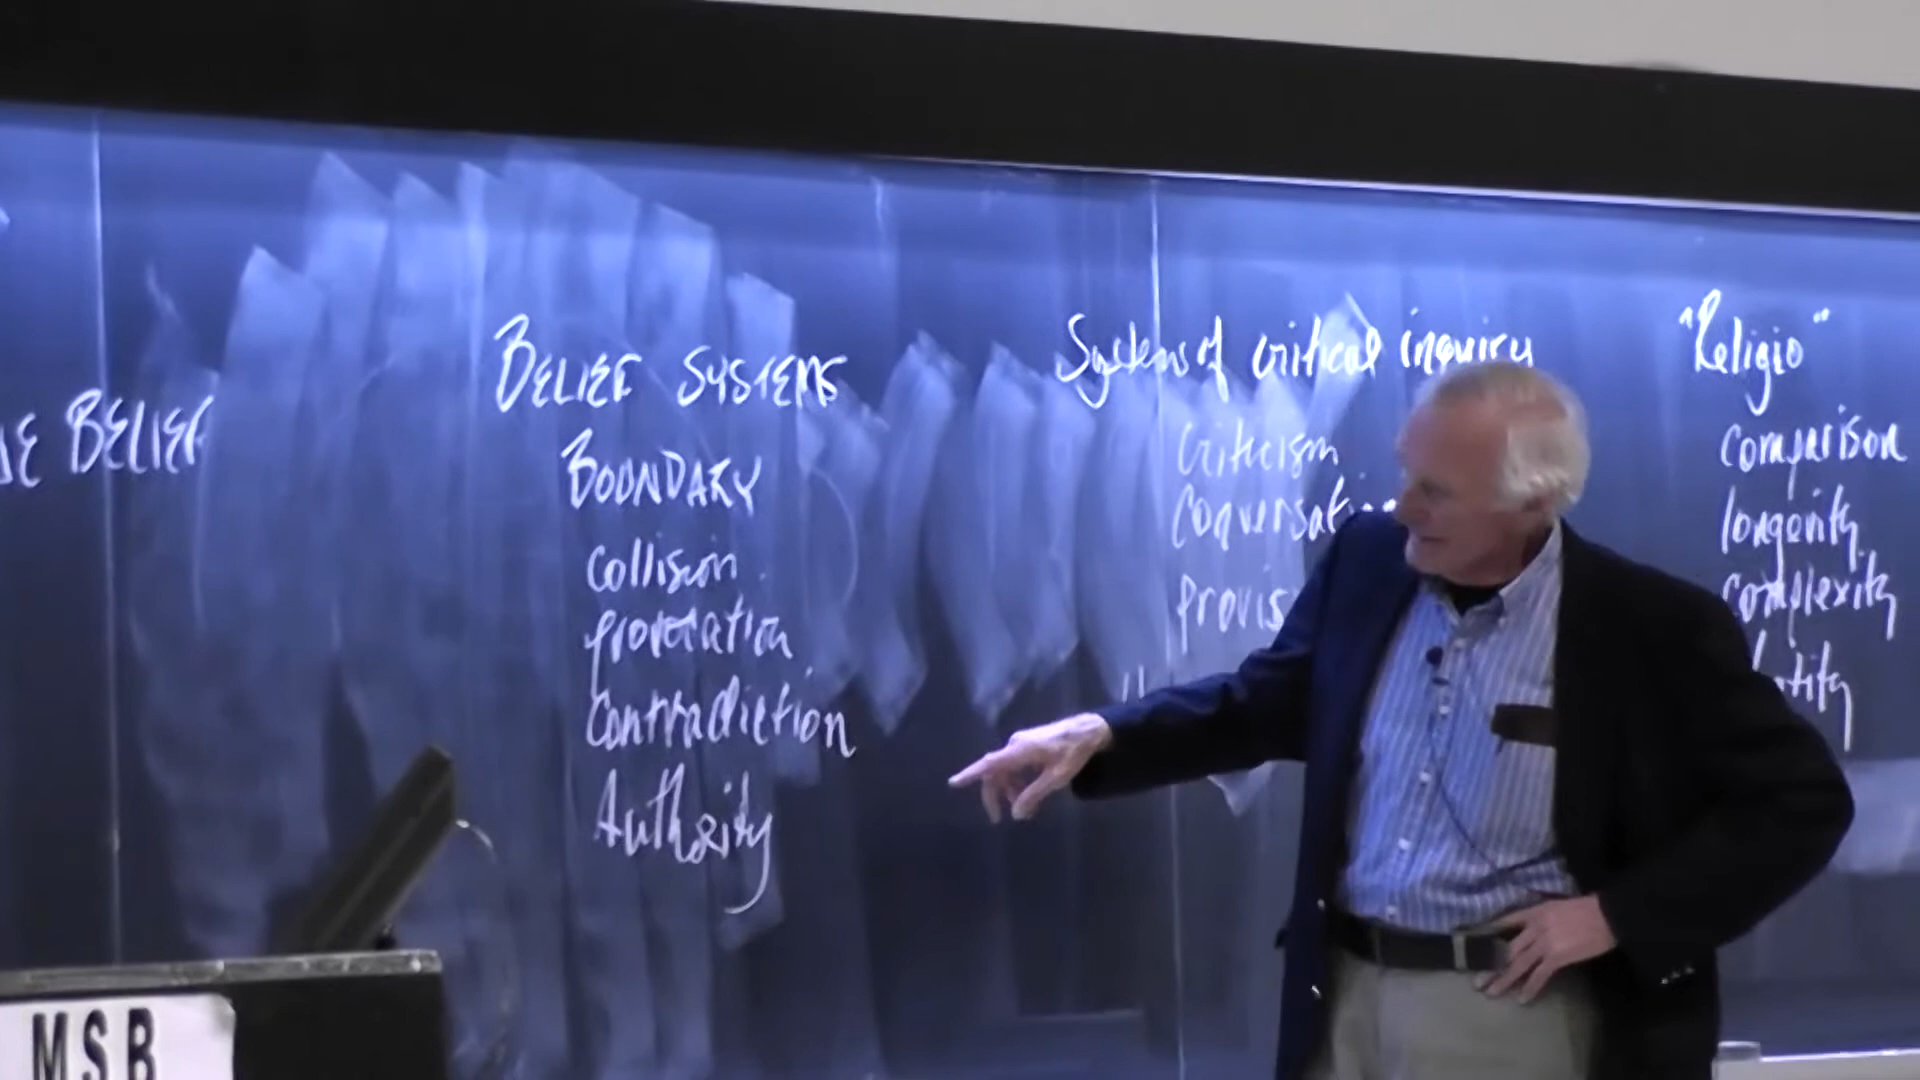 BELIEF
BELIEF SYSTEMS
BOUNDARY
collision
provocation
contradiction
Authority
Systems of critical inquiry
criticism
"Religio"
comparison
longevity
complexity
MSB